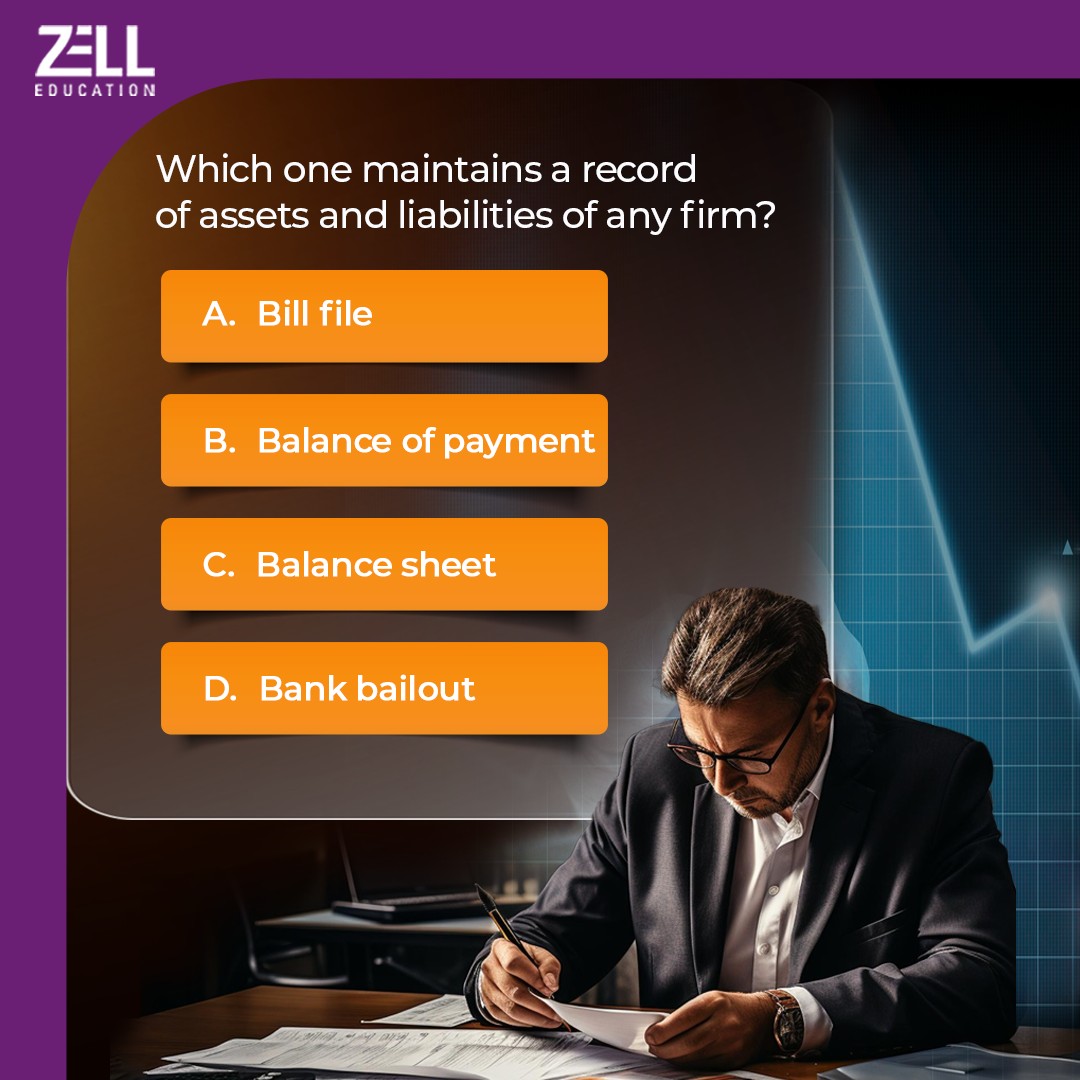 ZELL
EDUCATION
Which one maintains a record
of assets and liabilities of any firm?
A. Bill file
B. Balance of payment
C. Balance sheet
D. Bank bailout